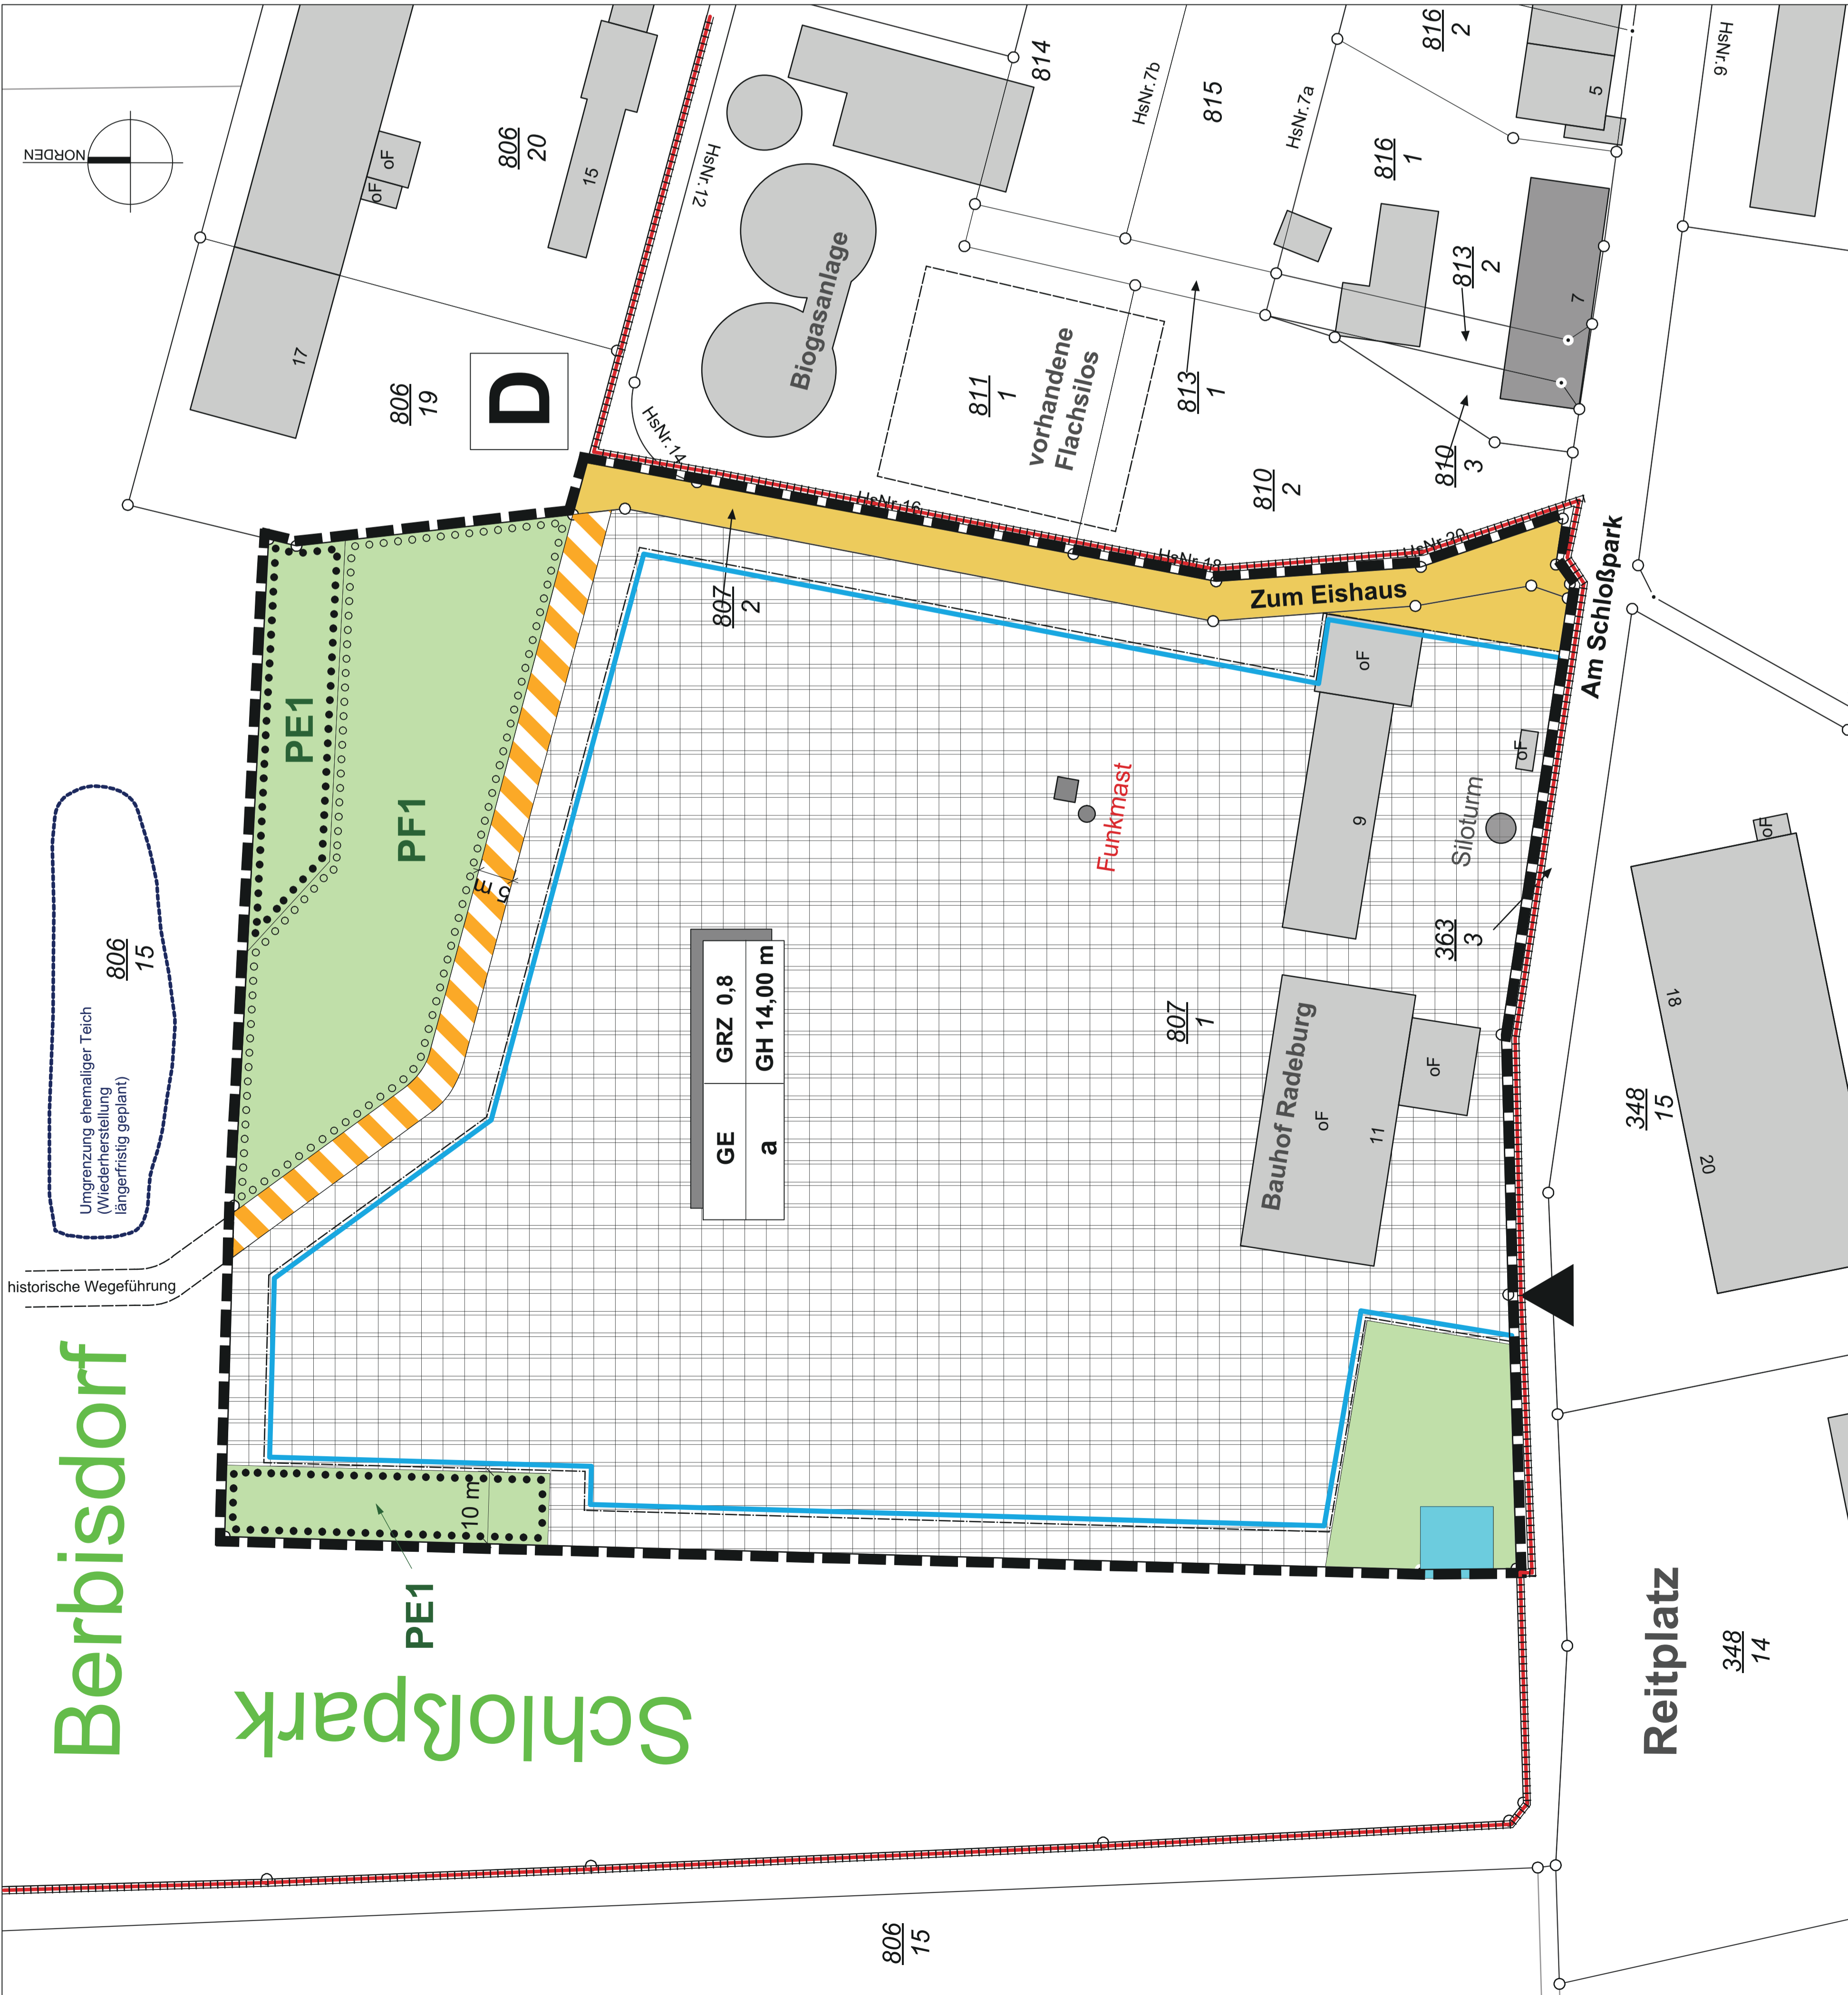 NORDEN
17
oF
oF
806
20
15
HsNr.12
814
HsNr.7b
815
HsNr.7a
816
2
5
HsNr.6
816
1
806
19
D
HsNr.14
Biogasanlage
811
1
vorhandene
Flachsilos
813
1
813
2
7
810
2
810
3
HsNr.16
HsNr.18
HsNr.20
Zum Eishaus
Am Schloßpark
807
2
PE1
PF1
5 m
806
15
Umgrenzung ehemaliger Teich
(Wiederherstellung
längerfristig geplant)
historische Wegeführung
GE
GRZ 0,8
a
GH 14,00 m
Funkmast
oF
9
oF
Siloturm
363
3
807
1
Bauhof Radeburg
oF
11
oF
oF
18
20
348
15
Berbisdorf
Schloßpark
10 m
PE1
Reitplatz
348
14
806
15